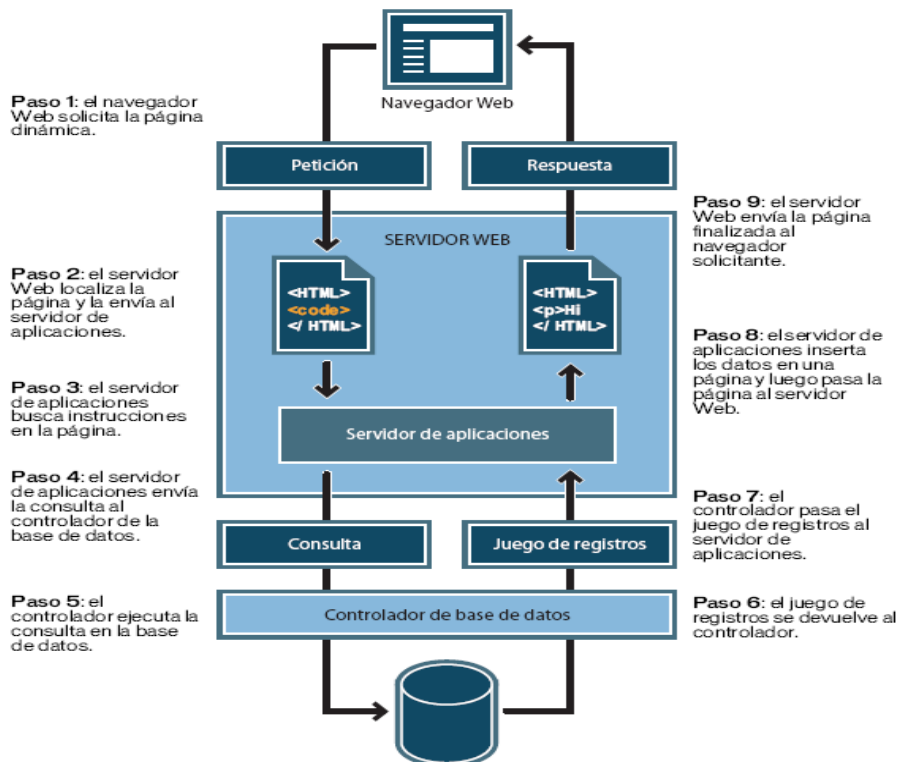 Navegador Web
Paso 1: el navegador
Web solicita la página
dinámica.
Petición
Respuesta
Paso 9: el servidor
Web envía la página
finalizada al
navegador
solicitante.
SERVIDOR WEB
Paso 2: el servidor
Web localiza la
página y la envía al
servidor de
aplicaciones.
<HTML>
<code>
</ HTML>
<HTML>
<p>Hi
</ HTML>
Paso 8: el servidor de
aplicaciones inserta
los datos en una
página y luego pasa la
página al servidor
Web.
Paso 3: el servidor
de aplicaciones
busca instrucciones
en la página.
Servidor de aplicaciones
Paso 4: el servidor
de aplicaciones envía
la consulta al
controlador de la
base de datos.
Consulta
Juego de registros
Paso 7: el
controlador pasa el
juego de registros al
servidor de
aplicaciones.
Paso 5: el
controlador ejecuta la
consulta en la base
de datos.
Controlador de base de datos
Paso 6: el juego de
registros se devuelve al
controlador.